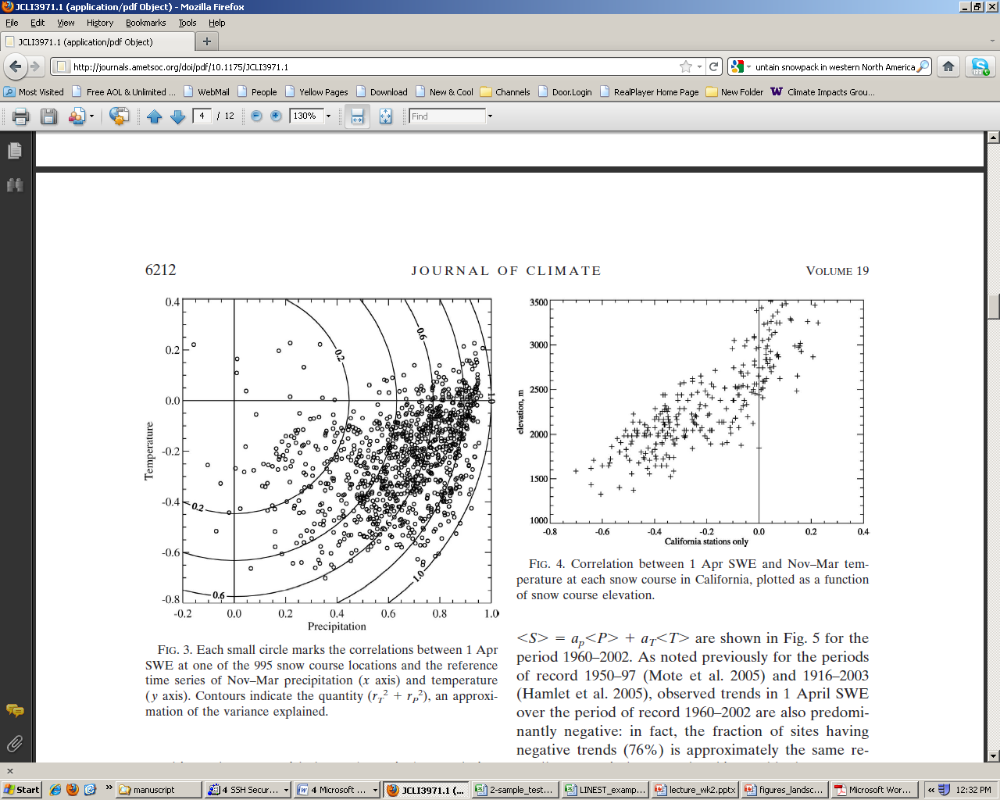 JCLI3971.1 (application/pdf Object) - Mozilla Firefox
File Edit View History Bookmarks Tools Help
JCLI3971.1 (application/pdf Object)
http://journals.ametsoc.org/doi/pdf/10.1175/JCLI3971.1
untain snowpack in western North America
Most Visited Free AOL & Unlimited ... WebMail People Yellow Pages Download New & Cool Channels Door.Login RealPlayer Home Page New Folder W Climate Impacts Grou...
4 / 12 130% Find
6212 JOURNAL OF CLIMATE VOLUME 19
0.4
0.2
0.0
-0.2
-0.4
-0.6
-0.8
Temperature
0.2
0.6
1.0
0.2
0.6
1.0
-0.2 0.0 0.2 0.4 0.6 0.8 1.0
Precipitation
FIG. 3. Each small circle marks the correlations between 1 Apr
SWE at one of the 995 snow course locations and the reference
time series of Nov–Mar precipitation (x axis) and temperature
(y axis). Contours indicate the quantity (rT² + rP²), an approxi-
mation of the variance explained.
3500
3000
2500
2000
1500
1000
elevation, m
-0.8 -0.6 -0.4 -0.2 0.0 0.2 0.4
California stations only
FIG. 4. Correlation between 1 Apr SWE and Nov–Mar tem-
perature at each snow course in California, plotted as a function
of snow course elevation.
<S> = ap<P> + aT<T> are shown in Fig. 5 for the
period 1960–2002. As noted previously for the periods
of record 1950–97 (Mote et al. 2005) and 1916–2003
(Hamlet et al. 2005), observed trends in 1 April SWE
over the period of record 1960–2002 are also predomi-
nantly negative: in fact, the fraction of sites having
negative trends (76%) is approximately the same re-
Start manuscript 4 SSH Secur... 4 Microsoft ... JCLI3971.1 (... 2-sample_test... LINEST_examp... lecture_wk2.pptx figures_landsc... Microsoft Wor... 12:32 PM